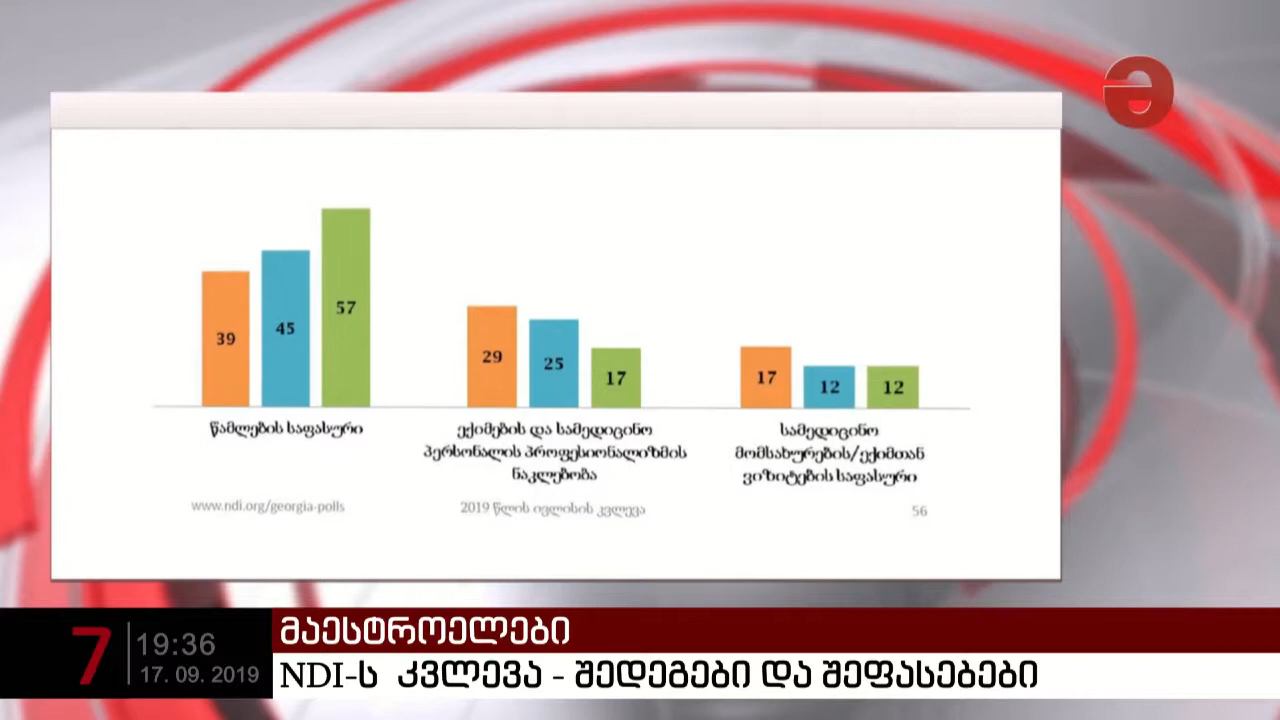 39
45
57
29
25
17
17
12
12
წამლების საფასური
ექიმების და სამედიცინო
პერსონალის პროფესიონალიზმის
ნაკლებობა
სამედიცინო
მომსახურების/ექიმთან
ვიზიტების საფასური
www.ndi.org/georgia-polls
2019 წლის ივლისის კვლევა
56
7
19:36
17. 09. 2019
მაესტროელები
NDI-ს კვლევა - შედეგები და შეფასებები